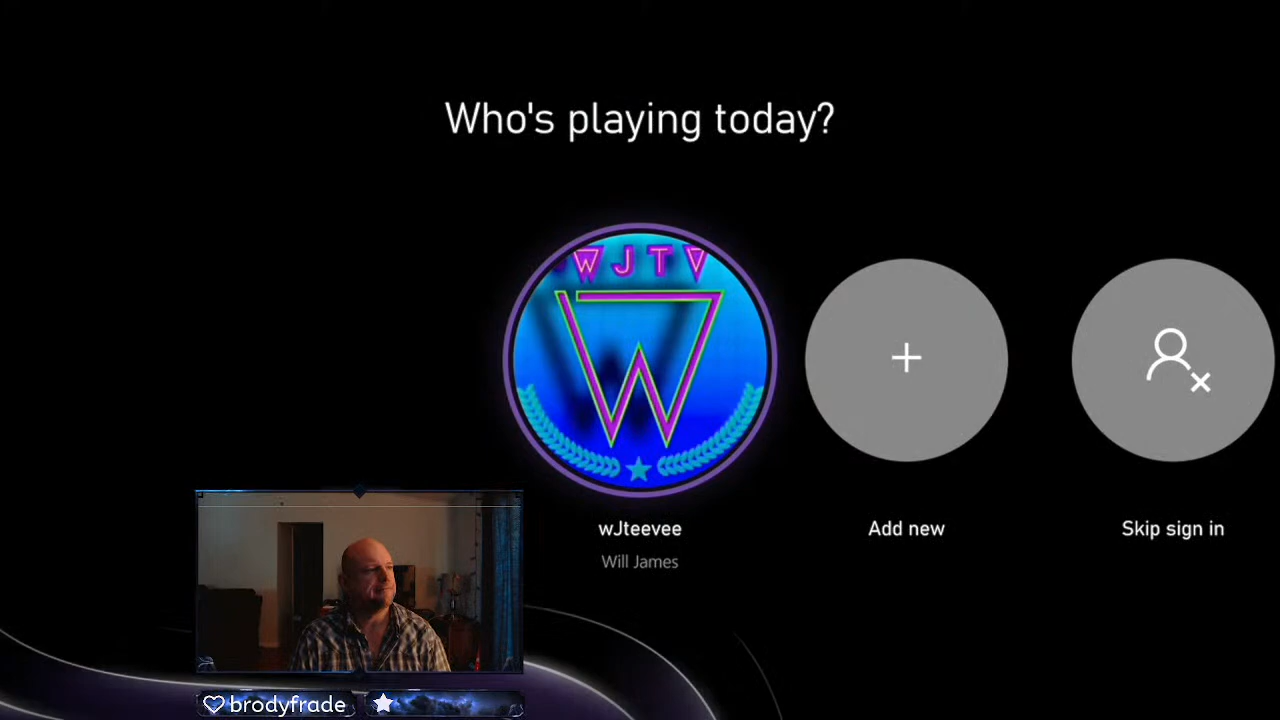 Who's playing today?
WJTV
W
wJteevee
Will James
Add new
Skip sign in
brodyfrade